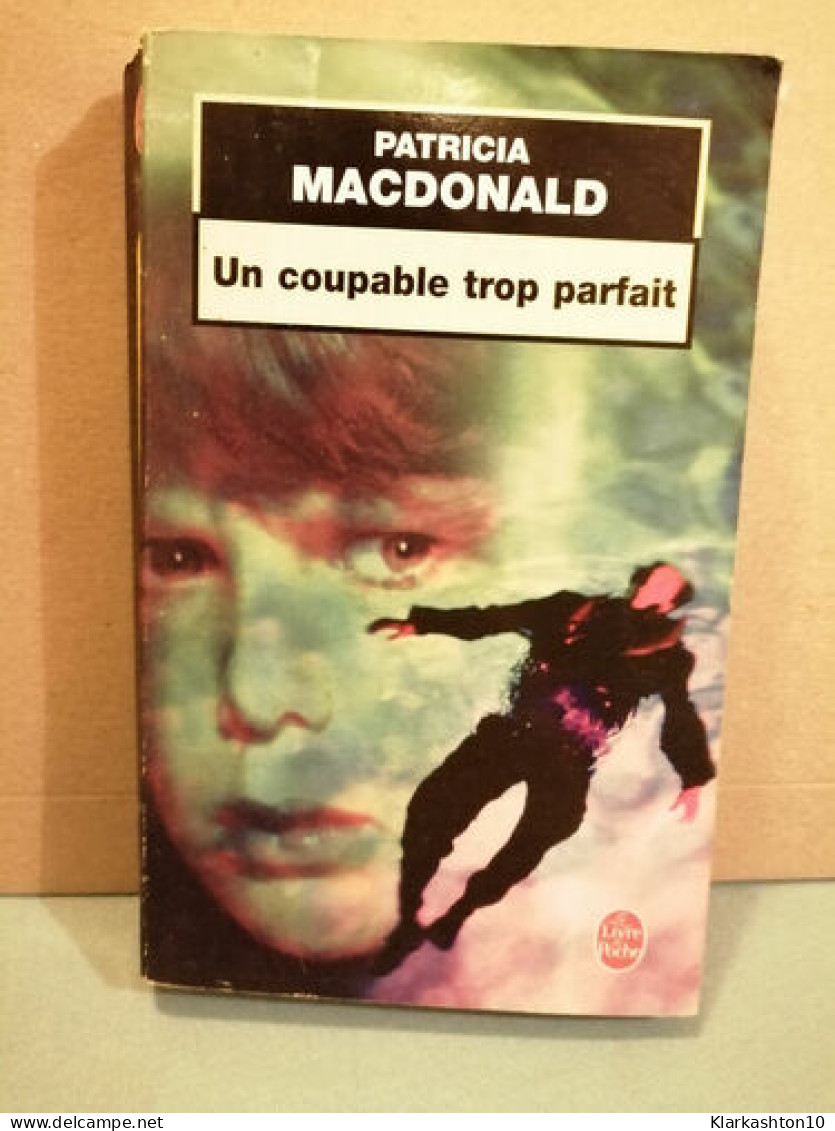 PATRICIA
MACDONALD
Un coupable trop parfait
Le
Livre
de
Poche
www.delcampe.net
Klarkashton10